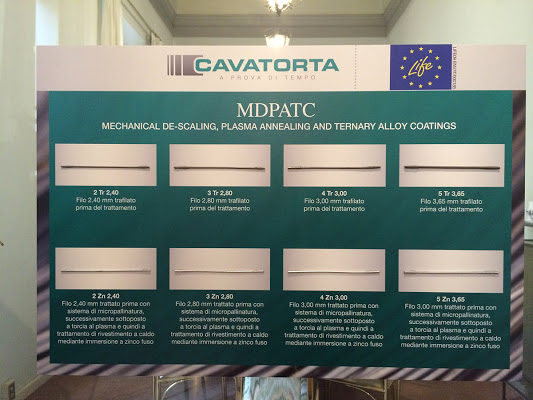 CAVATORTA
A PROVA DI TEMPO
Life
MDPATC
MECHANICAL DE-SCALING, PLASMA ANNEALING AND TERNARY ALLOY COATINGS
2 Tr 2,40
Filo 2,40 mm trafilato
prima del trattamento
3 Tr 2,80
Filo 2,80 mm trafilato
prima del trattamento
4 Tr 3,00
Filo 3,00 mm trafilato
prima del trattamento
5 Tr 3,65
Filo 3,65 mm trafilato
prima del trattamento
2 Zn 2,40
Filo 2,40 mm trattato prima con
sistema di micropallinatura,
successivamente sottoposto
a torcia al plasma e quindi a
trattamento di rivestimento a caldo
mediante immersione a zinco fuso
3 Zn 2,80
Filo 2,80 mm trattato prima con
sistema di micropallinatura,
successivamente sottoposto
a torcia al plasma e quindi a
trattamento di rivestimento a caldo
mediante immersione a zinco fuso
4 Zn 3,00
Filo 3,00 mm trattato prima con
sistema di micropallinatura,
successivamente sottoposto
a torcia al plasma e quindi a
trattamento di rivestimento a caldo
mediante immersione a zinco fuso
5 Zn 3,65
Filo 3,00 mm trattato prima con
sistema di micropallinatura,
successivamente sottoposto
a torcia al plasma e quindi a
trattamento di rivestimento a caldo
mediante immersione a zinco fuso